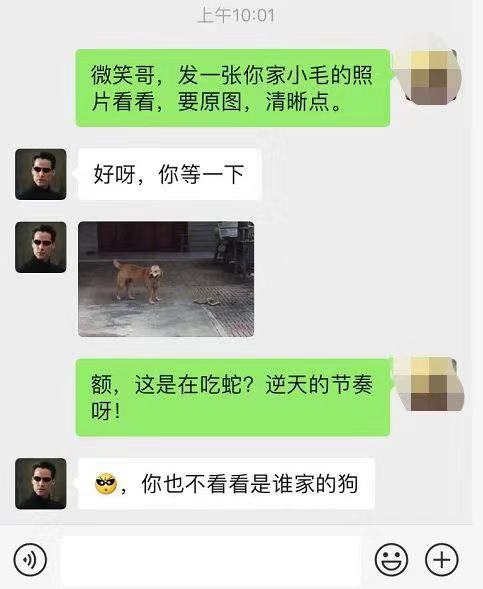 上午10:01
微笑哥，发一张你家小毛的照
片看看，要原图，清晰点。
好呀，你等一下
额，这是在吃蛇？逆天的节奏
呀！
，你也不看看是谁家的狗